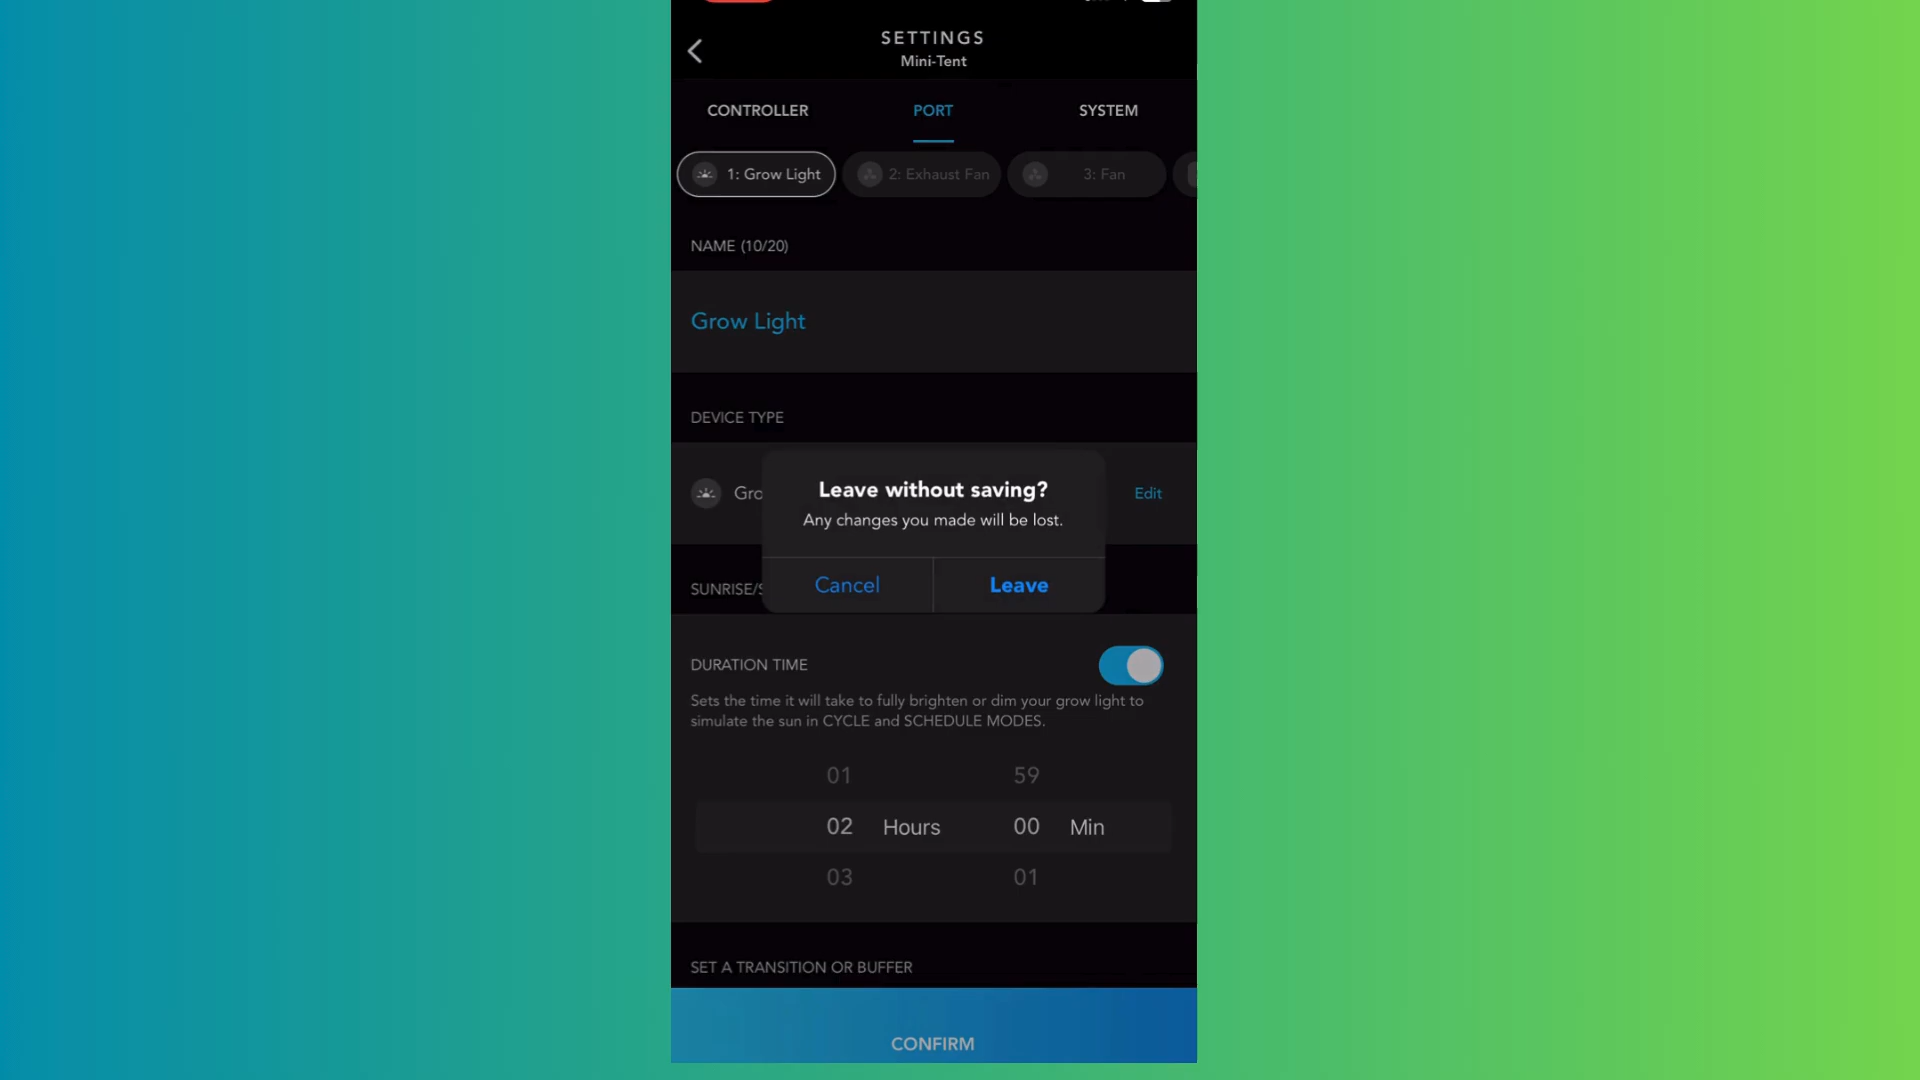 SETTINGS
Mini-Tent
CONTROLLER PORT SYSTEM
1: Grow Light 2: Exhaust Fan 3: Fan
NAME (10/20)
Grow Light
DEVICE TYPE
Leave without saving?
Gro Edit
Any changes you made will be lost.
Cancel Leave
SUNRISE/S
DURATION TIME
Sets the time it will take to fully brighten or dim your grow light to
simulate the sun in CYCLE and SCHEDULE MODES.
01 59
02 Hours 00 Min
03 01
SET A TRANSITION OR BUFFER
CONFIRM